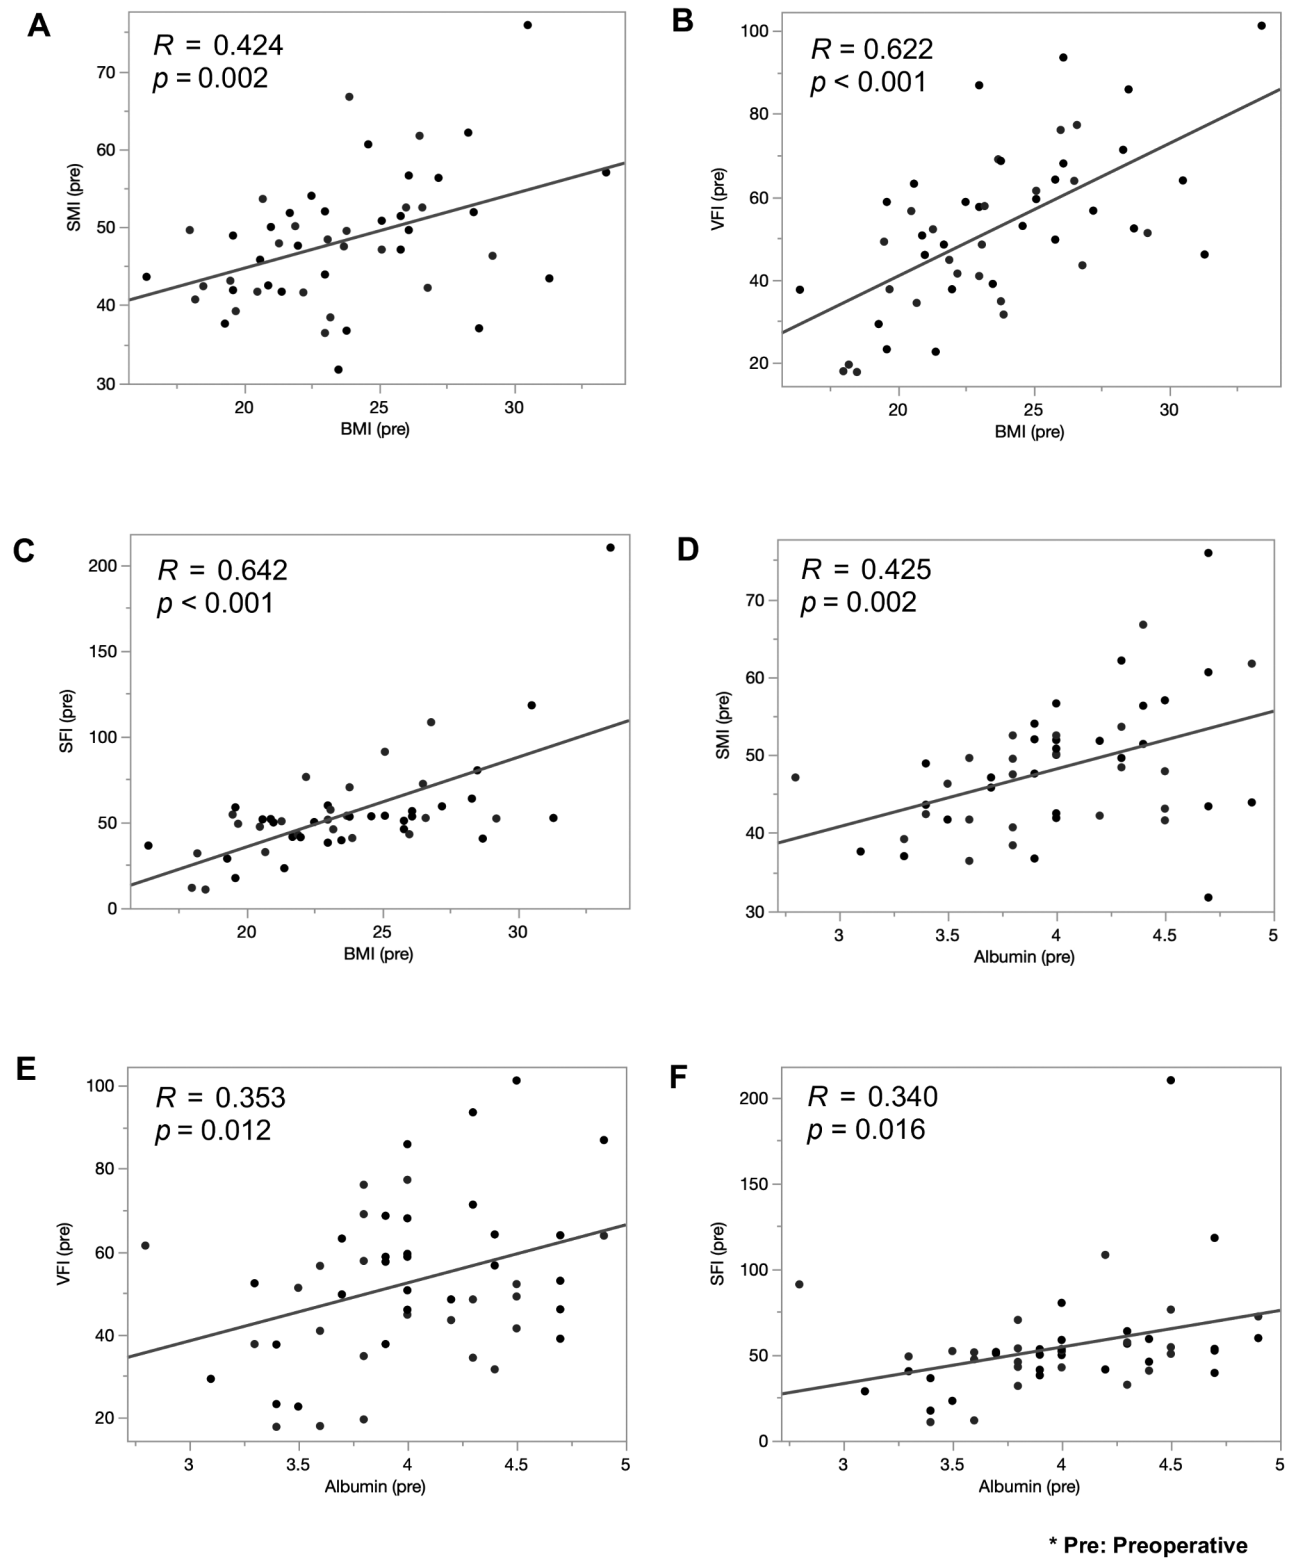 A
R = 0.424
p = 0.002
70
60
50
40
30
SMI (pre)
20 25 30
BMI (pre)
B
R = 0.622
p < 0.001
100
80
60
40
20
VFI (pre)
20 25 30
BMI (pre)
C
R = 0.642
p < 0.001
200
150
100
50
0
SFI (pre)
20 25 30
BMI (pre)
D
R = 0.425
p = 0.002
70
60
50
40
30
SMI (pre)
3 3.5 4 4.5 5
Albumin (pre)
E
R = 0.353
p = 0.012
100
80
60
40
20
VFI (pre)
3 3.5 4 4.5 5
Albumin (pre)
F
R = 0.340
p = 0.016
200
150
100
50
0
SFI (pre)
3 3.5 4 4.5 5
Albumin (pre)
* Pre: Preoperative